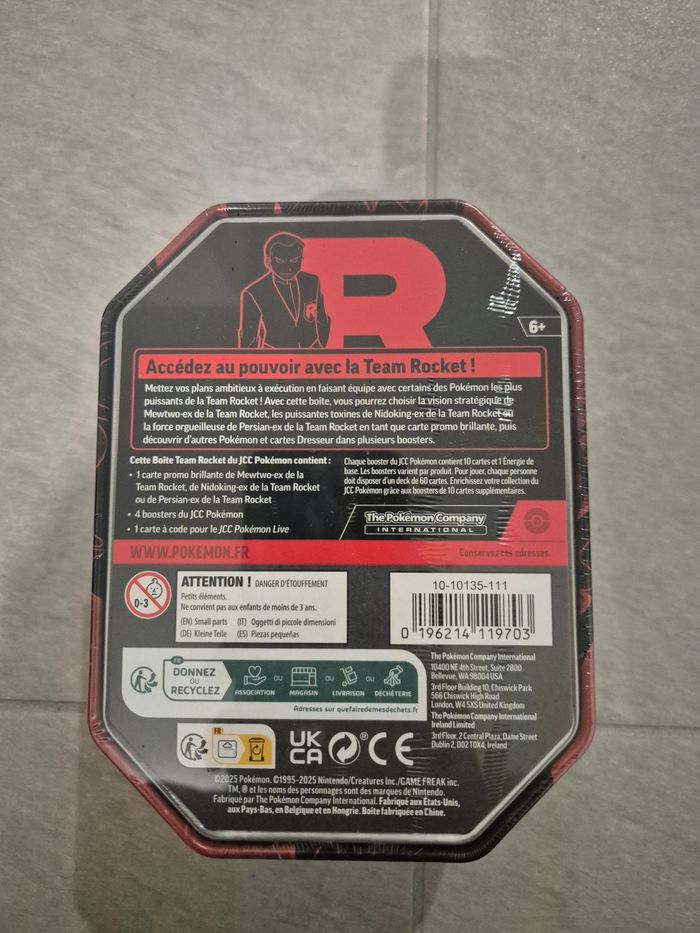 R
R
6+
Accédez au pouvoir avec la Team Rocket !
Mettez vos plans ambitieux à exécution en faisant équipe avec certains des Pokémon les plus
puissants de la Team Rocket ! Avec cette boîte, vous pourrez choisir la vision stratégique de
Mewtwo-ex de la Team Rocket, les puissantes toxines de Nidoking-ex de la Team Rocket ou
la force orgueilleuse de Persian-ex de la Team Rocket en tant que carte promo brillante, puis
découvrir d'autres Pokémon et cartes Dresseur dans plusieurs boosters.
Cette Boîte Team Rocket du JCC Pokémon contient :
• 1 carte promo brillante de Mewtwo-ex de la
Team Rocket, de Nidoking-ex de la Team Rocket
ou de Persian-ex de la Team Rocket
• 4 boosters du JCC Pokémon
• 1 carte à code pour le JCC Pokémon Live
Chaque booster du JCC Pokémon contient 10 cartes et 1 Énergie de
base. Les boosters varient par produit. Pour jouer, chaque personne
doit disposer d'un deck de 60 cartes. Enrichissez votre collection du
JCC Pokémon grâce aux boosters de 10 cartes supplémentaires.
The Pokémon Company
INTERNATIONAL
WWW.POKEMON.FR
Conservez ces adresses.
0-3
ATTENTION ! DANGER D'ÉTOUFFEMENT
Petits éléments.
Ne convient pas aux enfants de moins de 3 ans.
(EN) Small parts (IT) Oggetti di piccole dimensioni
(DE) Kleine Teile (ES) Piezas pequeñas
10-10135-111
0 196214 119703
FR
DONNEZ
OU
RECYCLEZ
ASSOCIATION
OU
MAGASIN
OU
LIVRAISON
OU
DÉCHÈTERIE
Adresses sur quefairedemesdechets.fr
The Pokémon Company International
10400 NE 4th Street, Suite 2800
Bellevue, WA 98004 USA
3rd Floor Building 10, Chiswick Park
566 Chiswick High Road
London, W4 5XS United Kingdom
The Pokémon Company International
Ireland Limited
3rd Floor, 2 Central Plaza, Dame Street
Dublin 2, D02 T0X4, Ireland
FR
UK
CA
®
CE
©2025 Pokémon. ©1995-2025 Nintendo/Creatures Inc./GAME FREAK inc.
TM, ® et les noms des personnages sont des marques de Nintendo.
Fabriqué par The Pokémon Company International. Fabriqué aux États-Unis,
aux Pays-Bas, en Belgique et en Hongrie. Boîte fabriquée en Chine.